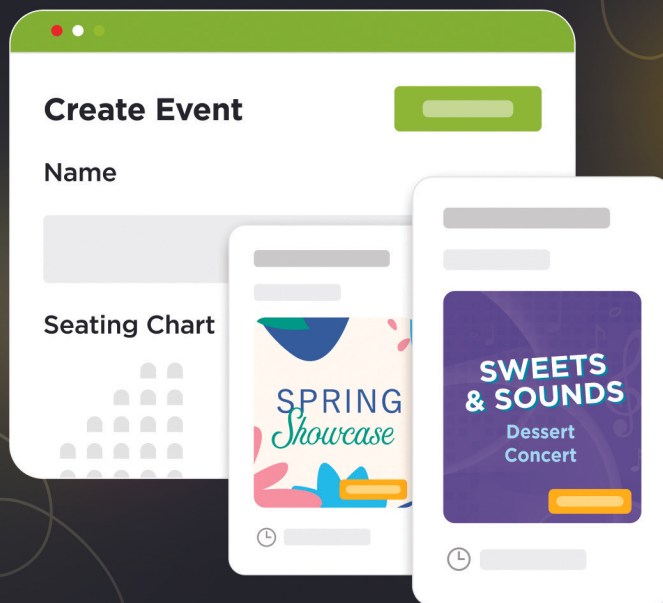 Create Event
Name
Seating Chart
SPRING
Showcase
SWEETS
& SOUNDS
Dessert
Concert